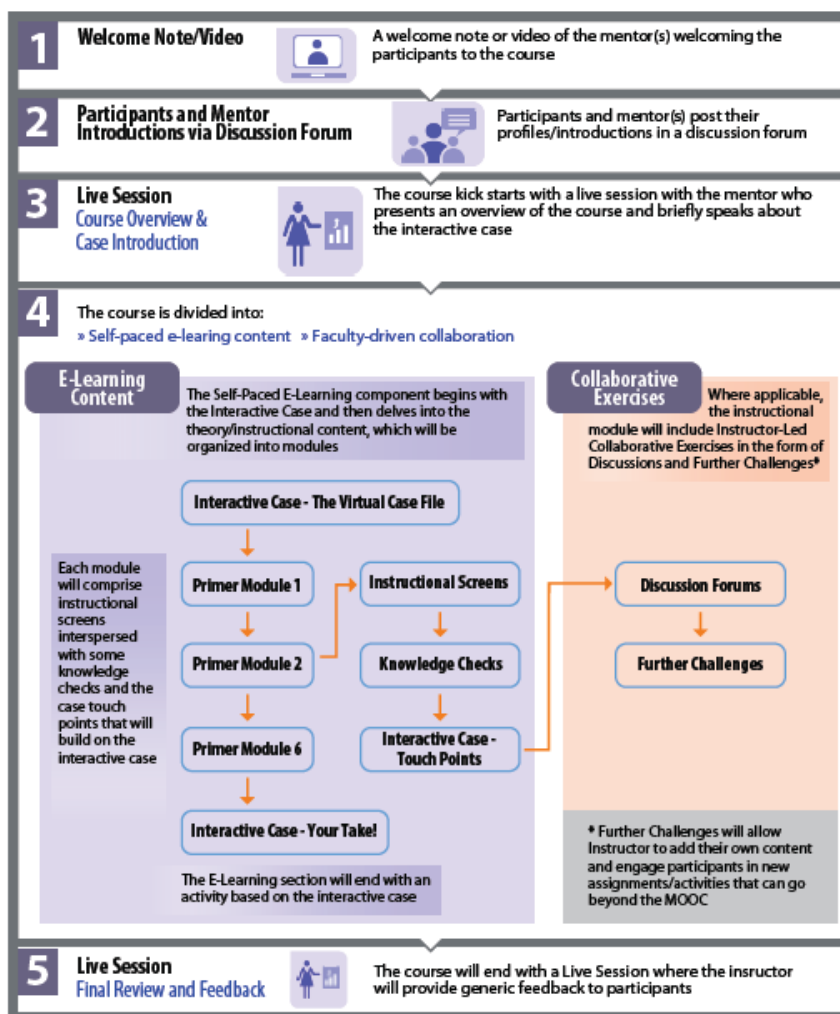 1
Welcome Note/Video
A welcome note or video of the mentor(s) welcoming the
participants to the course
2
Participants and Mentor
Introductions via Discussion Forum
Participants and mentor(s) post their
profiles/introductions in a discussion forum
3
Live Session
Course Overview &
Case Introduction
The course kick starts with a live session with the mentor who
presents an overview of the course and briefly speaks about
the interactive case
4
The course is divided into:
» Self-paced e-learing content » Faculty-driven collaboration
E-Learning
Content
The Self-Paced E-Learning component begins with
the Interactive Case and then delves into the
theory/instructional content, which will be
organized into modules
Interactive Case - The Virtual Case File
Each module
will comprise
instructional
screens
interspersed
with some
knowledge
checks and the
case touch
points that will
build on the
interactive case
Primer Module 1
Primer Module 2
Primer Module 6
Interactive Case - Your Take!
Instructional Screens
Knowledge Checks
Interactive Case -
Touch Points
The E-Learning section will end with an
activity based on the interactive case
Collaborative
Exercises
Where applicable,
the instructional
module will include Instructor-Led
Collaborative Exercises in the form of
Discussions and Further Challenges*
Discussion Forums
Further Challenges
* Further Challenges will allow
Instructor to add their own content
and engage participants in new
assignments/activities that can go
beyond the MOOC
5
Live Session
Final Review and Feedback
The course will end with a Live Session where the insructor
will provide generic feedback to participants